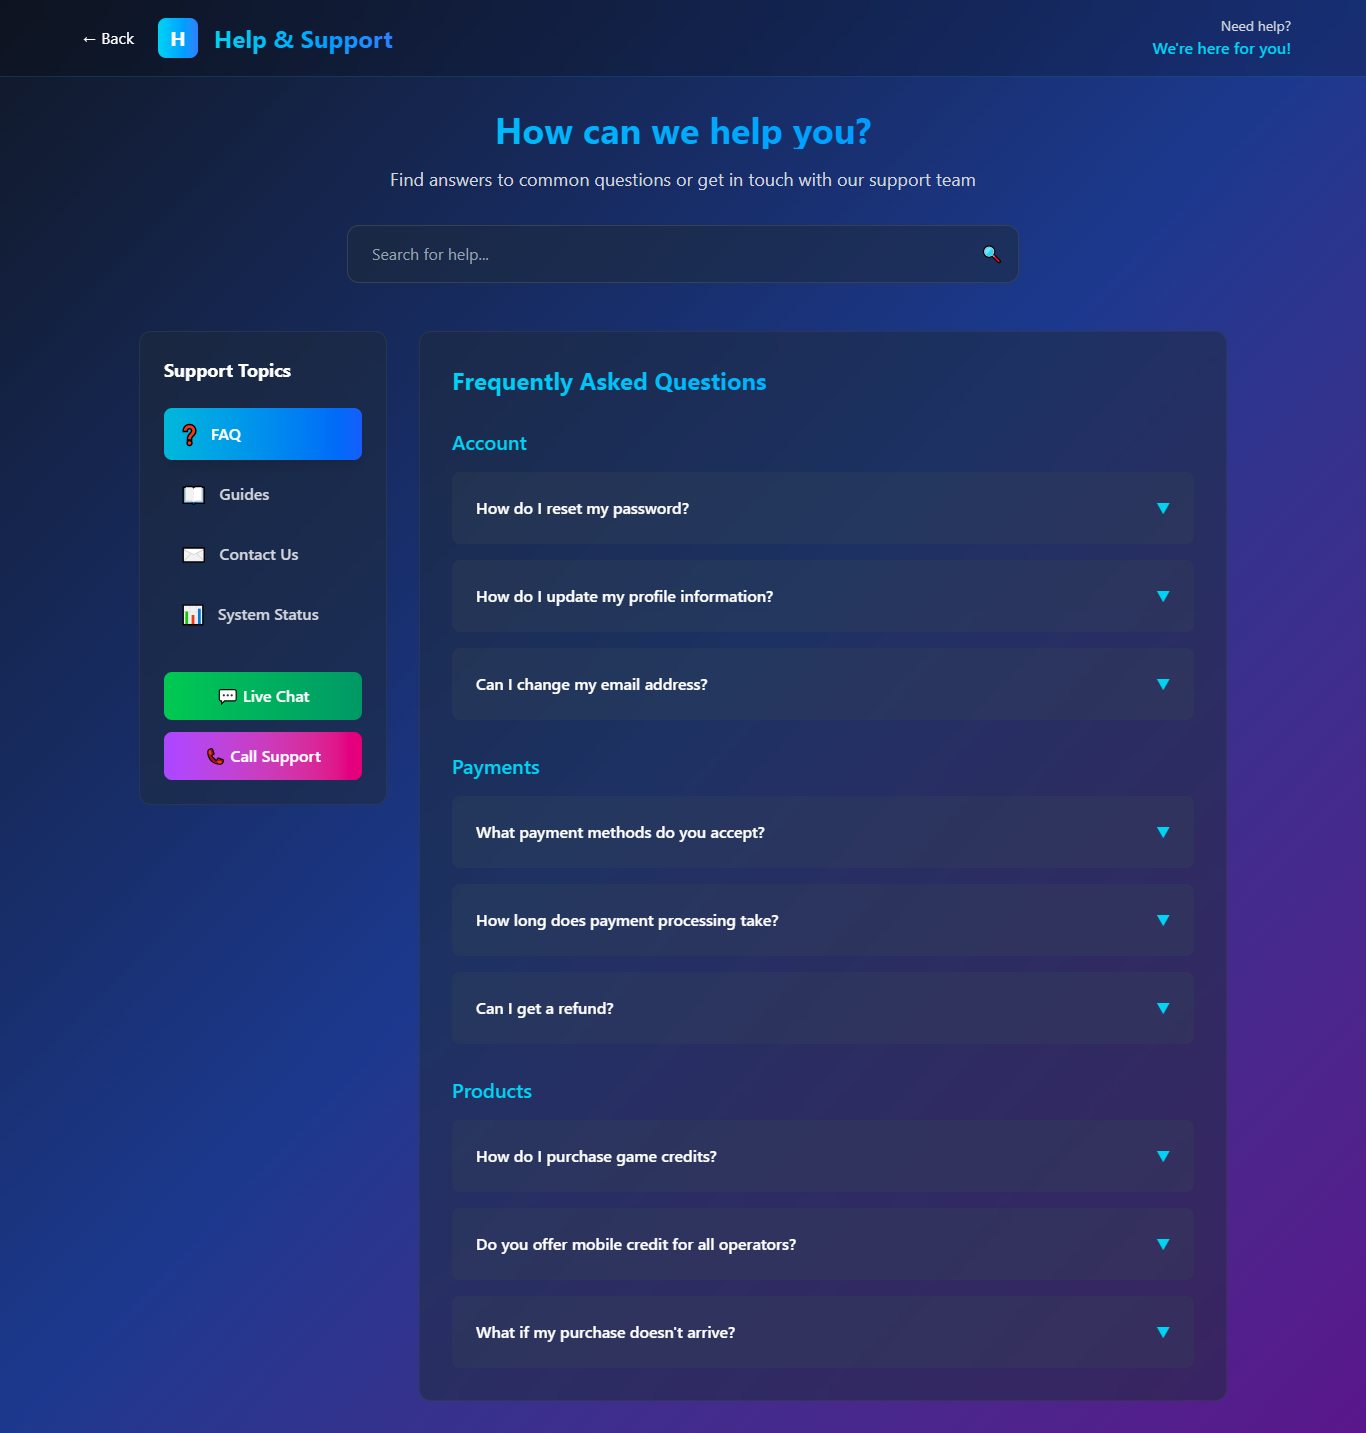 ← Back
H
Help & Support
Need help?
We're here for you!
How can we help you?
Find answers to common questions or get in touch with our support team
Search for help...
Support Topics
FAQ
Guides
Contact Us
System Status
Live Chat
Call Support
Frequently Asked Questions
Account
How do I reset my password?
How do I update my profile information?
Can I change my email address?
Payments
What payment methods do you accept?
How long does payment processing take?
Can I get a refund?
Products
How do I purchase game credits?
Do you offer mobile credit for all operators?
What if my purchase doesn't arrive?